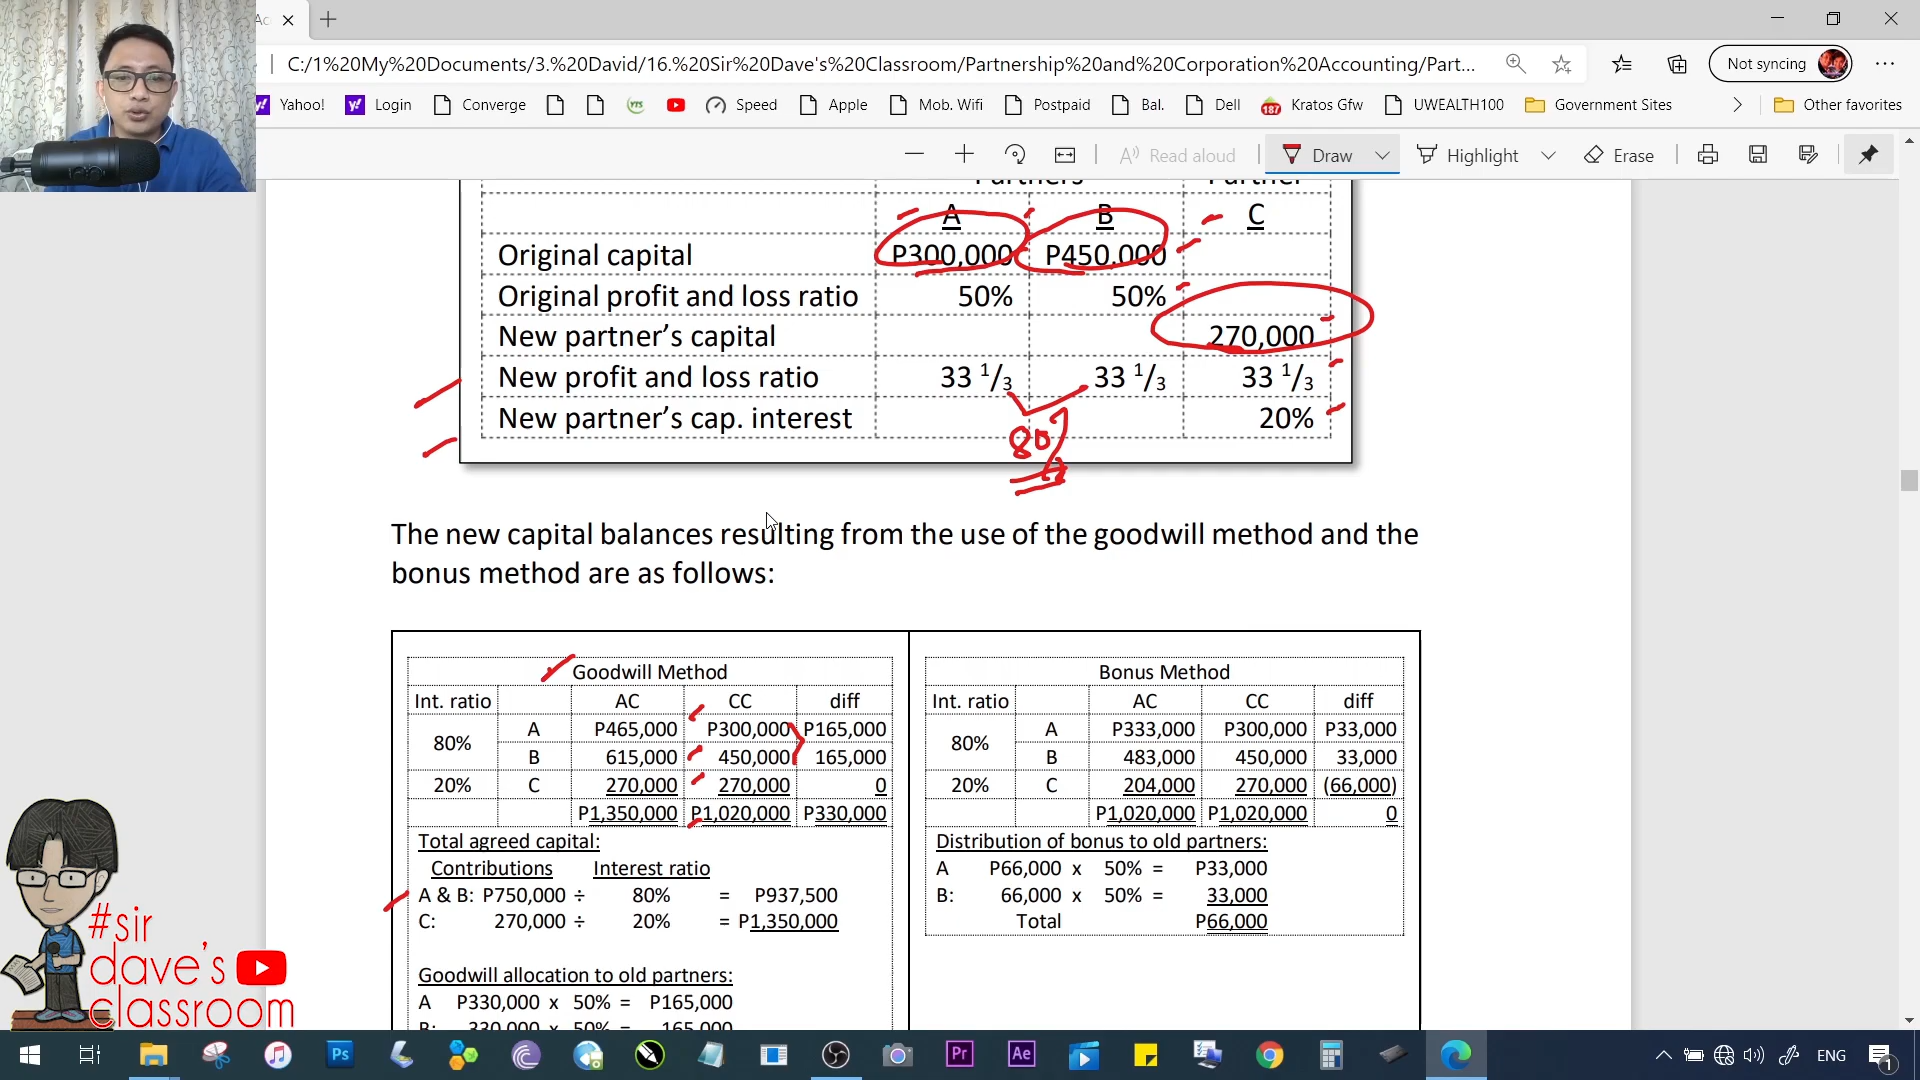 Not syncing
C:/1%20My%20Documents/3.%20David/16.%20Sir%20Dave's%20Classroom/Partnership%20and%20Corporation%20Accounting/Part...
Yahoo! Login Converge Speed Apple Mob. Wifi Postpaid Bal. Dell Kratos Gfw UWEALTH100 Government Sites Other favorites
Read aloud Draw Highlight Erase
Partners Partner
A B C
Original capital P300,000 P450,000
Original profit and loss ratio 50% 50%
New partner's capital 270,000
New profit and loss ratio 33 1/3 33 1/3 33 1/3
New partner's cap. interest 20%
80%
The new capital balances resulting from the use of the goodwill method and the
bonus method are as follows:
Goodwill Method
Int. ratio AC CC diff
80% A P465,000 P300,000 P165,000
B 615,000 450,000 165,000
20% C 270,000 270,000 0
P1,350,000 P1,020,000 P330,000
Total agreed capital:
Contributions Interest ratio
A & B: P750,000 ÷ 80% = P937,500
C: 270,000 ÷ 20% = P1,350,000
Goodwill allocation to old partners:
A P330,000 x 50% = P165,000
B: 330,000 x 50% = 165,000
Bonus Method
Int. ratio AC CC diff
80% A P333,000 P300,000 P33,000
B 483,000 450,000 33,000
20% C 204,000 270,000 (66,000)
P1,020,000 P1,020,000 0
Distribution of bonus to old partners:
A P66,000 x 50% = P33,000
B: 66,000 x 50% = 33,000
Total P66,000
#sir
dave's
classroom
Ps Pr Ae ENG 1